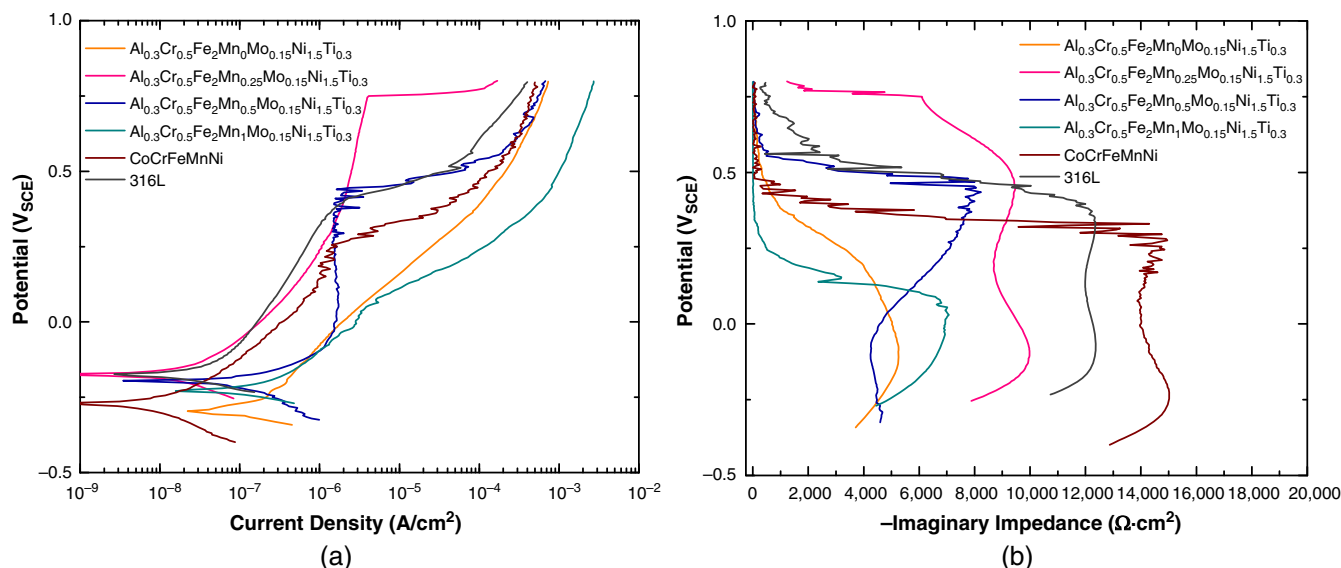 1.0
0.5
0.0
−0.5
Potential (V_SCE)
Al0.3Cr0.5Fe2Mn0Mo0.15Ni1.5Ti0.3
Al0.3Cr0.5Fe2Mn0.25Mo0.15Ni1.5Ti0.3
Al0.3Cr0.5Fe2Mn0.5Mo0.15Ni1.5Ti0.3
Al0.3Cr0.5Fe2Mn1Mo0.15Ni1.5Ti0.3
CoCrFeMnNi
316L
10⁻⁹ 10⁻⁸ 10⁻⁷ 10⁻⁶ 10⁻⁵ 10⁻⁴ 10⁻³ 10⁻²
Current Density (A/cm²)
(a)
1.0
0.5
0.0
−0.5
Potential (V_SCE)
Al0.3Cr0.5Fe2Mn0Mo0.15Ni1.5Ti0.3
Al0.3Cr0.5Fe2Mn0.25Mo0.15Ni1.5Ti0.3
Al0.3Cr0.5Fe2Mn0.5Mo0.15Ni1.5Ti0.3
Al0.3Cr0.5Fe2Mn1Mo0.15Ni1.5Ti0.3
CoCrFeMnNi
316L
0 2,000 4,000 6,000 8,000 10,000 12,000 14,000 16,000 18,000 20,000
−Imaginary Impedance (Ω·cm²)
(b)